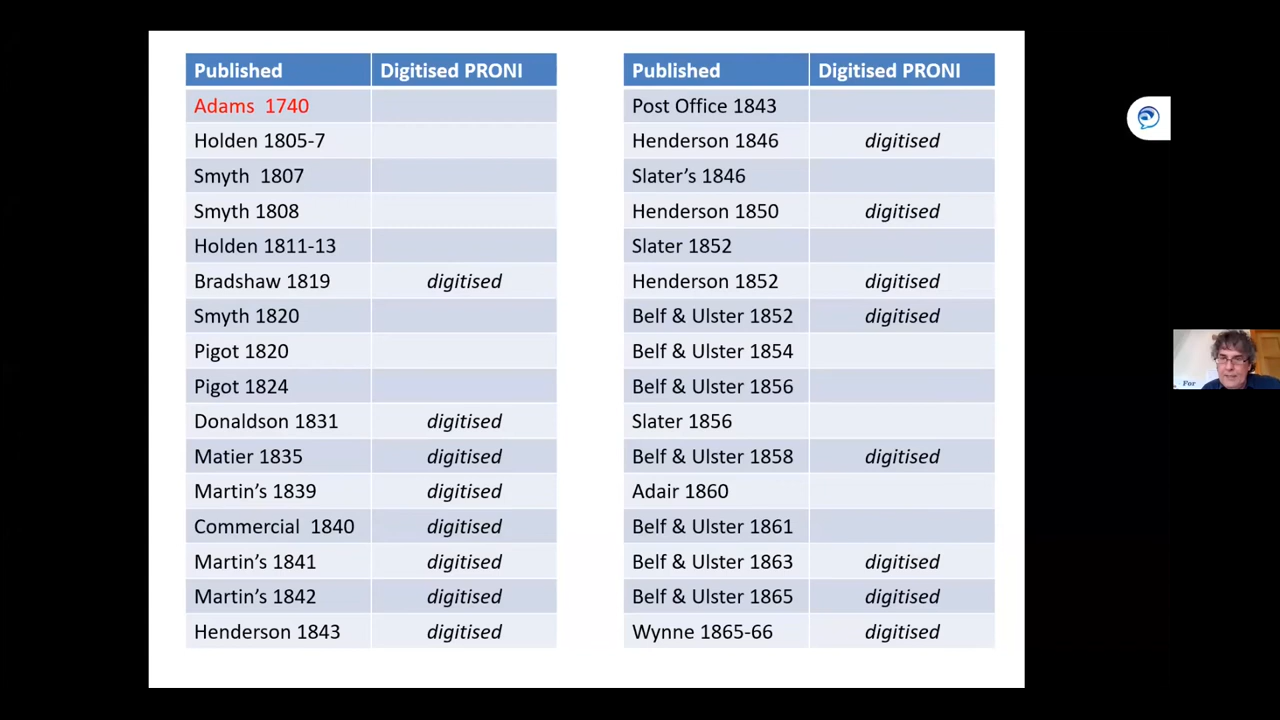 Published Digitised PRONI
Adams 1740
Holden 1805-7
Smyth 1807
Smyth 1808
Holden 1811-13
Bradshaw 1819 digitised
Smyth 1820
Pigot 1820
Pigot 1824
Donaldson 1831 digitised
Matier 1835 digitised
Martin’s 1839 digitised
Commercial 1840 digitised
Martin’s 1841 digitised
Martin’s 1842 digitised
Henderson 1843 digitised
Published Digitised PRONI
Post Office 1843
Henderson 1846 digitised
Slater’s 1846
Henderson 1850 digitised
Slater 1852
Henderson 1852 digitised
Belf & Ulster 1852 digitised
Belf & Ulster 1854
Belf & Ulster 1856
Slater 1856
Belf & Ulster 1858 digitised
Adair 1860
Belf & Ulster 1861
Belf & Ulster 1863 digitised
Belf & Ulster 1865 digitised
Wynne 1865-66 digitised
For